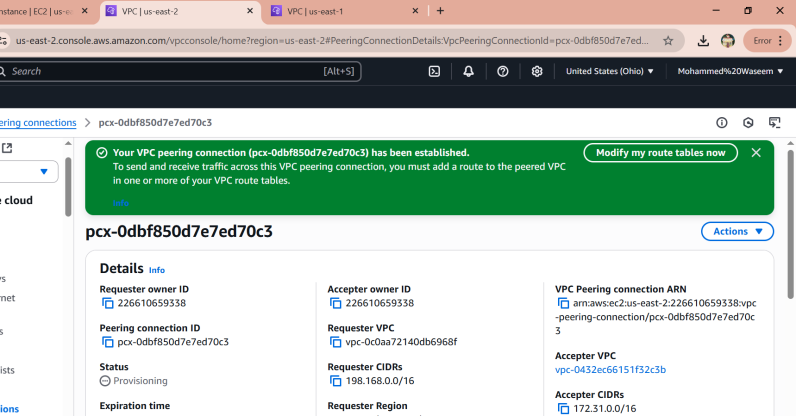 nstance | EC2 | us-e
VPC | us-east-2
VPC | us-east-1
us-east-2.console.aws.amazon.com/vpcconsole/home?region=us-east-2#PeeringConnectionDetails:VpcPeeringConnectionId=pcx-0dbf850d7e7ed...
Error
Search
[Alt+S]
United States (Ohio)
Mohammed%20Waseem
ering connections
pcx-0dbf850d7e7ed70c3
Your VPC peering connection (pcx-0dbf850d7e7ed70c3) has been established.
Modify my route tables now
To send and receive traffic across this VPC peering connection, you must add a route to the peered VPC
in one or more of your VPC route tables.
Info
e cloud
pcx-0dbf850d7e7ed70c3
Actions
Details Info
Requester owner ID
226610659338
Accepter owner ID
226610659338
VPC Peering connection ARN
arn:aws:ec2:us-east-2:226610659338:vpc
-peering-connection/pcx-0dbf850d7e7ed70c
3
Peering connection ID
pcx-0dbf850d7e7ed70c3
Requester VPC
vpc-0c0aa72140db6968f
Accepter VPC
vpc-0432ec66151f32c3b
Status
Provisioning
Requester CIDRs
198.168.0.0/16
Accepter CIDRs
172.31.0.0/16
Expiration time
Requester Region
rs
net
s
ists
ions